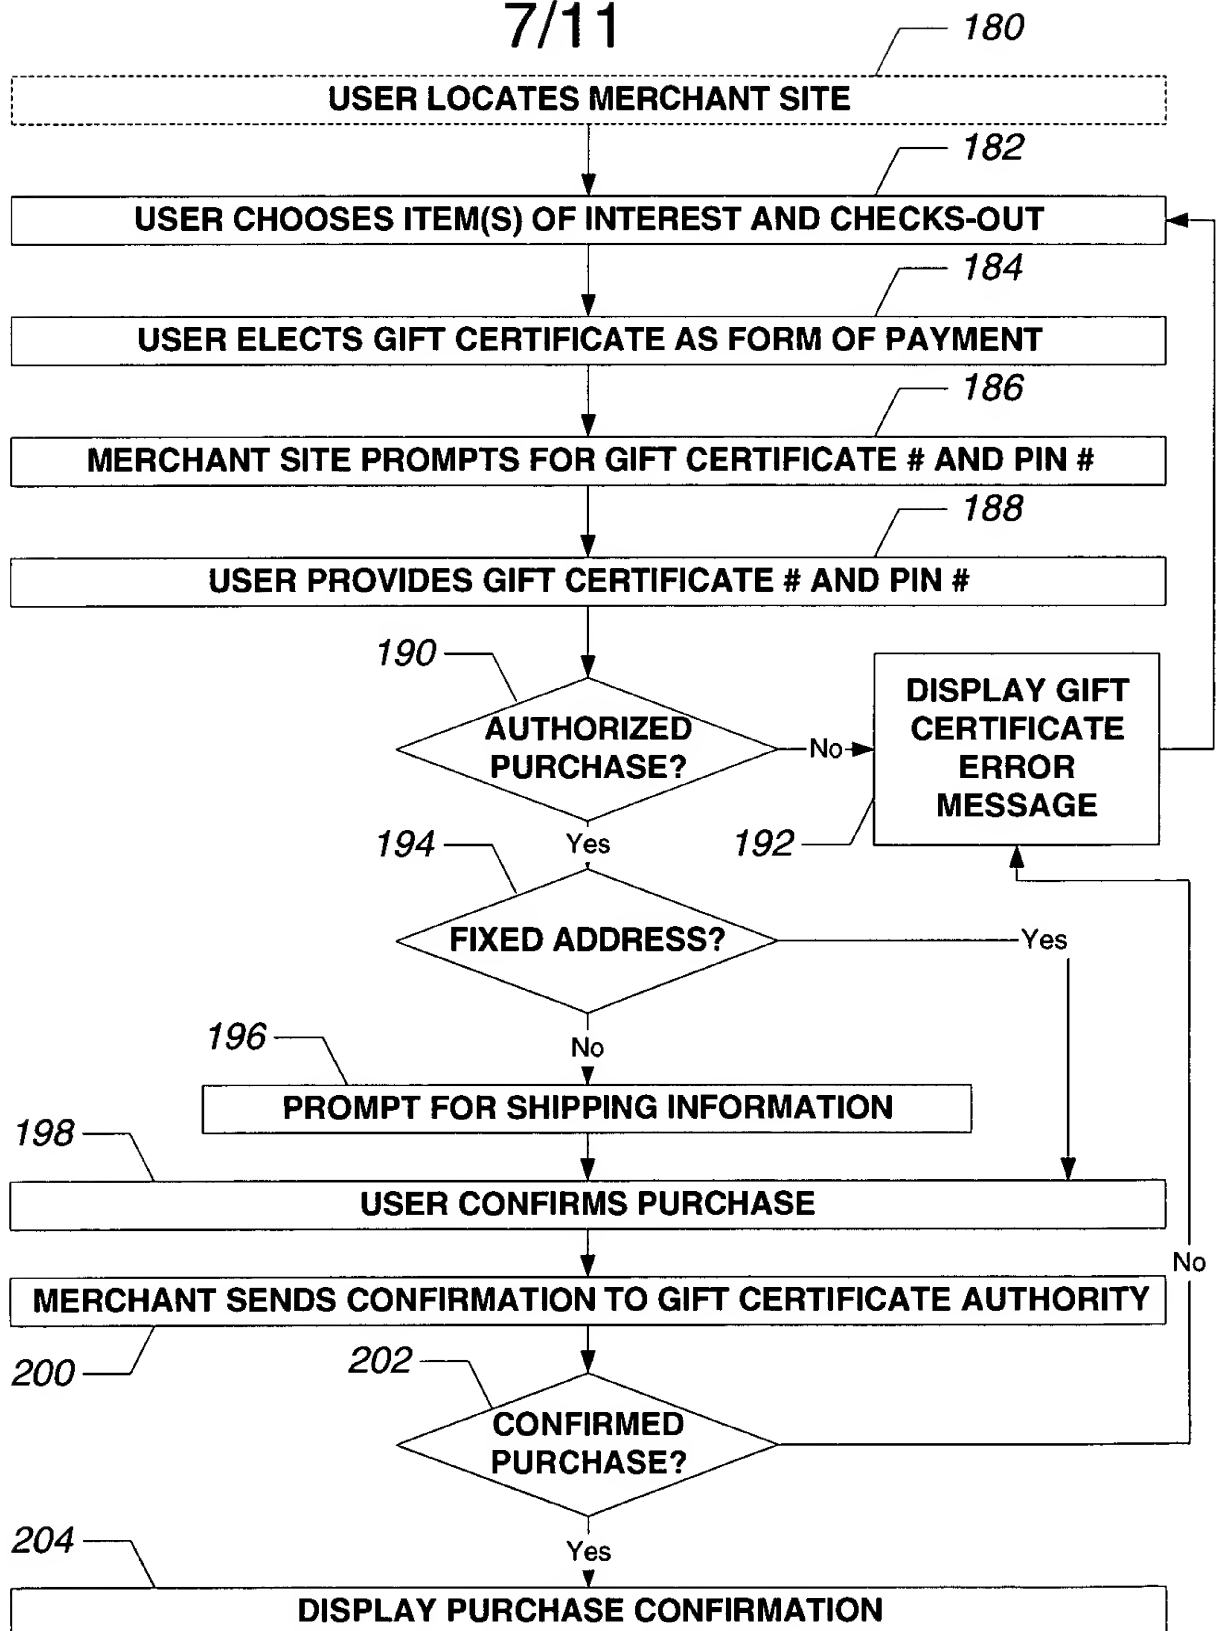 7/11
180
USER LOCATES MERCHANT SITE
182
USER CHOOSES ITEM(S) OF INTEREST AND CHECKS-OUT
184
USER ELECTS GIFT CERTIFICATE AS FORM OF PAYMENT
186
MERCHANT SITE PROMPTS FOR GIFT CERTIFICATE # AND PIN #
188
USER PROVIDES GIFT CERTIFICATE # AND PIN #
190
AUTHORIZED
PURCHASE?
No
DISPLAY GIFT
CERTIFICATE
ERROR
MESSAGE
192
Yes
194
FIXED ADDRESS?
Yes
No
196
PROMPT FOR SHIPPING INFORMATION
198
USER CONFIRMS PURCHASE
No
MERCHANT SENDS CONFIRMATION TO GIFT CERTIFICATE AUTHORITY
200
202
CONFIRMED
PURCHASE?
Yes
204
DISPLAY PURCHASE CONFIRMATION